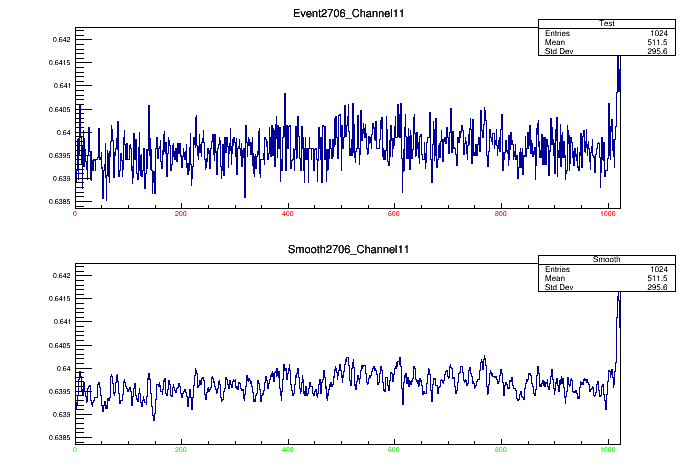 Event2706_Channel11
Test
Entries 1024
Mean 511.5
Std Dev 295.6
0.642
0.6415
0.641
0.6405
0.64
0.6395
0.639
0.6385
0 200 400 600 800 1000
Smooth2706_Channel11
Smooth
Entries 1024
Mean 511.5
Std Dev 295.6
0.642
0.6415
0.641
0.6405
0.64
0.6395
0.639
0.6385
0 200 400 600 800 1000